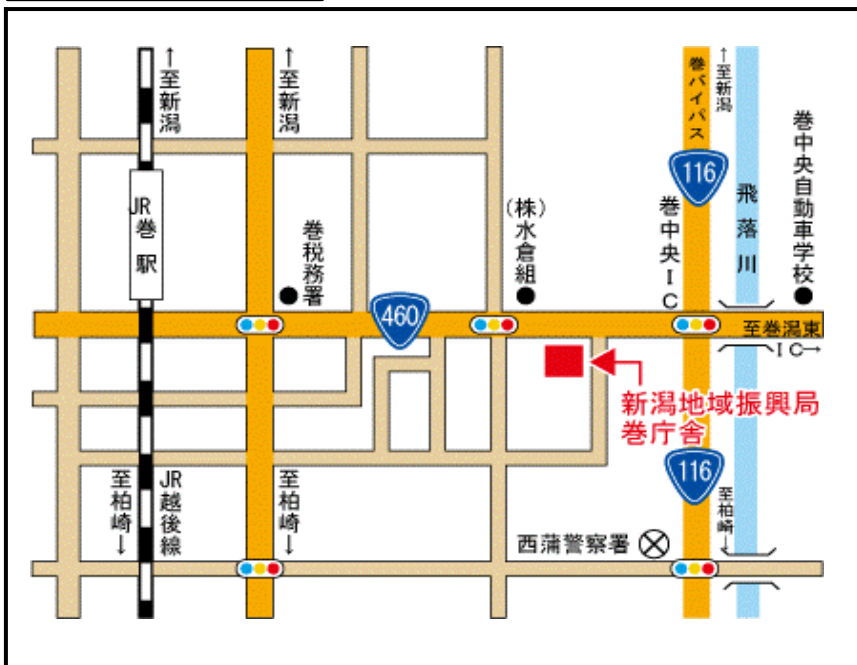 ↑至新潟
↑至新潟
巻バイパス
↑至新潟
116
JR
巻駅
巻税務署
(株)水倉組
巻中央IC
飛落川
巻中央自動車学校
460
至巻潟東
IC→
新潟地域振興局
巻庁舎
116
至柏崎↓
JR越後線
至柏崎↓
至柏崎↓
西蒲警察署